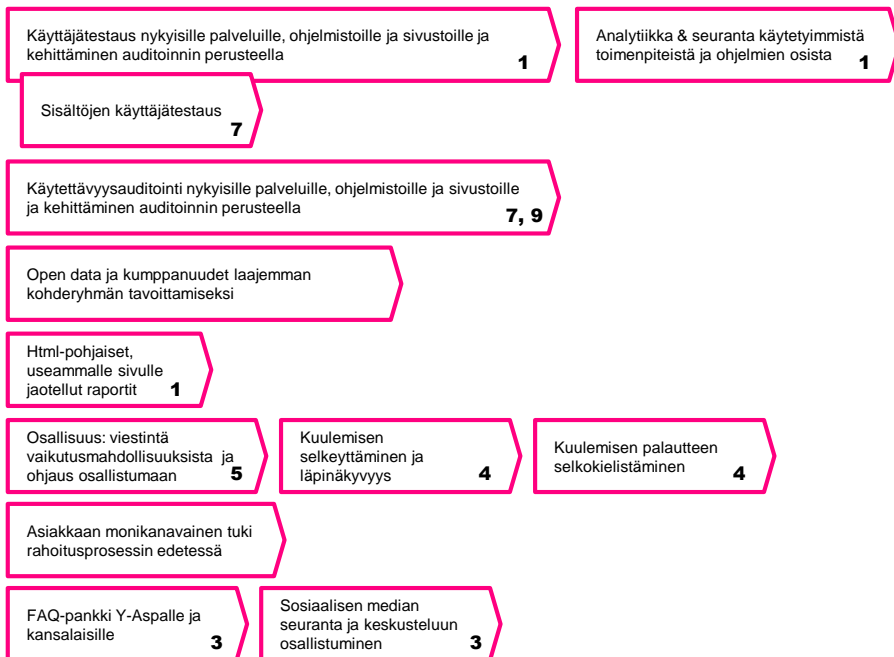 Käyttäjätestaus nykyisille palveluille, ohjelmistoille ja sivustoille ja
kehittäminen auditoinnin perusteella
1
Analytiikka & seuranta käytetyimmistä
toimenpiteistä ja ohjelmien osista
1
Sisältöjen käyttäjätestaus
7
Käytettävyysauditointi nykyisille palveluille, ohjelmistoille ja sivustoille
ja kehittäminen auditoinnin perusteella
7, 9
Open data ja kumppanuudet laajemman
kohderyhmän tavoittamiseksi
Html-pohjaiset,
useammalle sivulle
jaotellut raportit
1
Osallisuus: viestintä
vaikutusmahdollisuuksista ja
ohjaus osallistumaan
5
Kuulemisen
selkeyttäminen ja
läpinäkyvyys
4
Kuulemisen palautteen
selkokielistäminen
4
Asiakkaan monikanavainen tuki
rahoitusprosessin edetessä
FAQ-pankki Y-Aspalle ja
kansalaisille
3
Sosiaalisen median
seuranta ja keskusteluun
osallistuminen
3